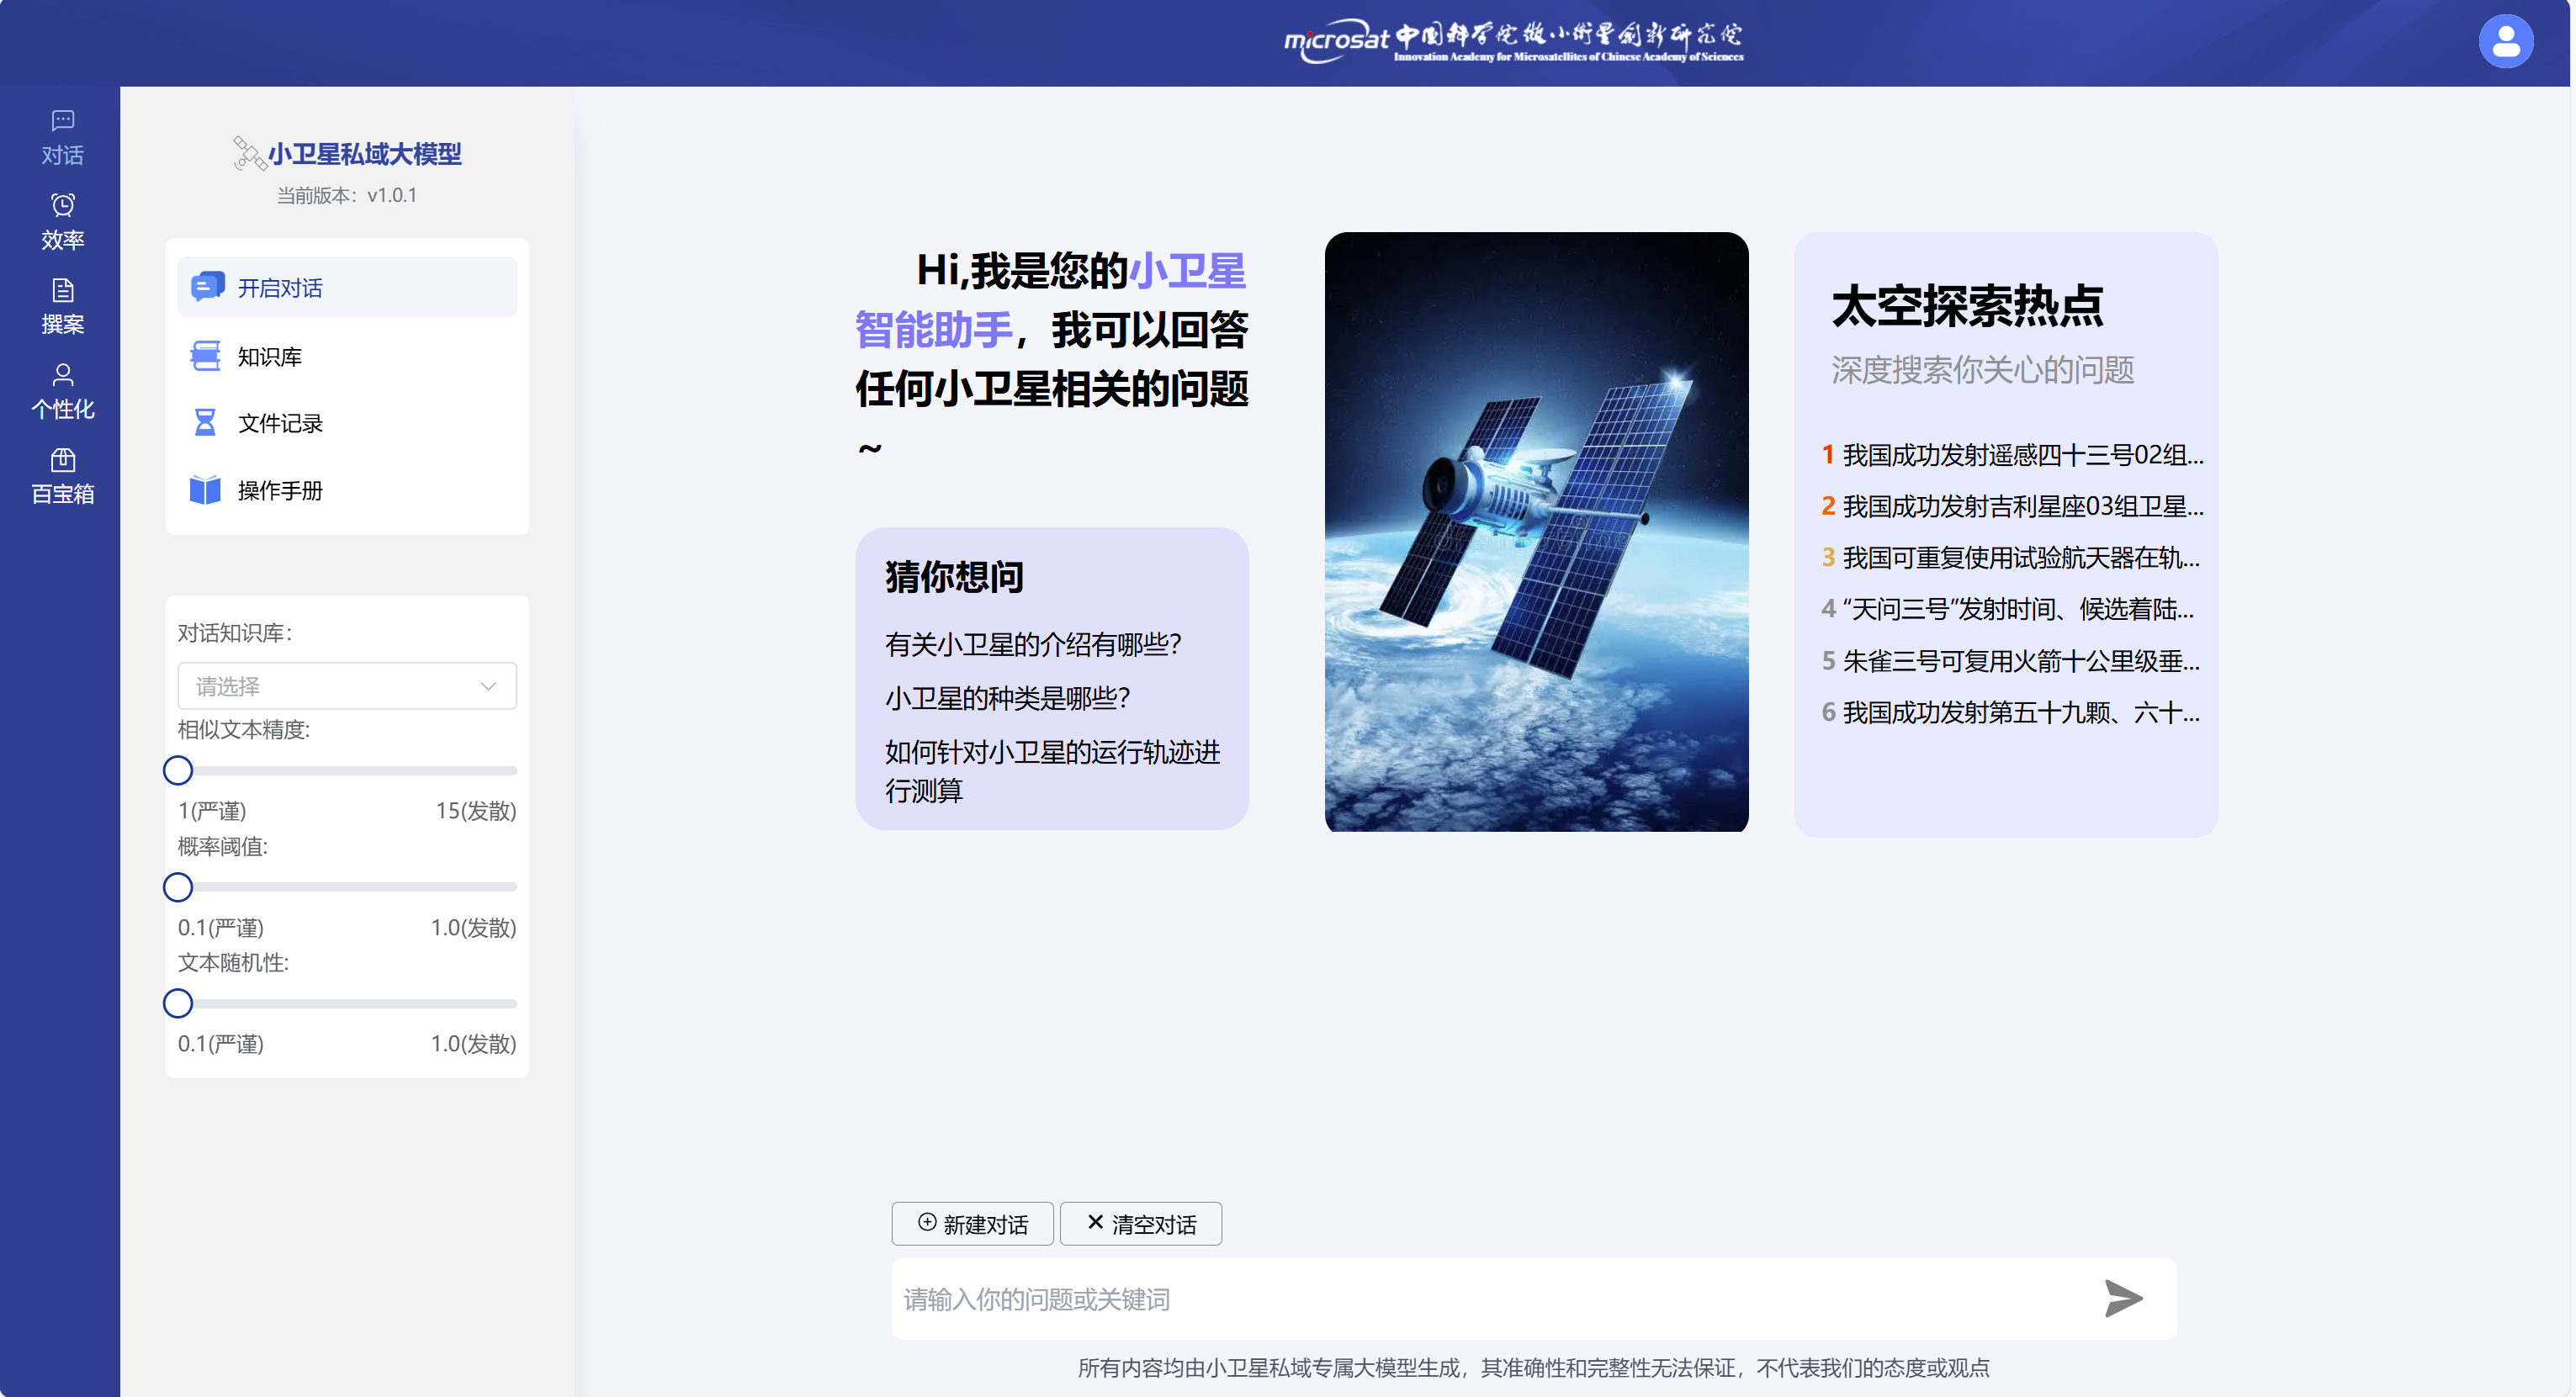 microsat 中国科学院微小卫星创新研究院
Innovation Academy for Microsatellites of Chinese Academy of Sciences
对话
效率
撰案
个性化
百宝箱
小卫星私域大模型
当前版本：v1.0.1
开启对话
知识库
文件记录
操作手册
对话知识库：
请选择
相似文本精度:
1(严谨) 15(发散)
概率阈值:
0.1(严谨) 1.0(发散)
文本随机性:
0.1(严谨) 1.0(发散)
Hi,我是您的小卫星
智能助手，我可以回答
任何小卫星相关的问题
~
猜你想问
有关小卫星的介绍有哪些?
小卫星的种类是哪些?
如何针对小卫星的运行轨迹进
行测算
太空探索热点
深度搜索你关心的问题
1 我国成功发射遥感四十三号02组...
2 我国成功发射吉利星座03组卫星...
3 我国可重复使用试验航天器在轨...
4 “天问三号”发射时间、候选着陆...
5 朱雀三号可复用火箭十公里级垂...
6 我国成功发射第五十九颗、六十...
新建对话
清空对话
请输入你的问题或关键词
所有内容均由小卫星私域专属大模型生成，其准确性和完整性无法保证，不代表我们的态度或观点